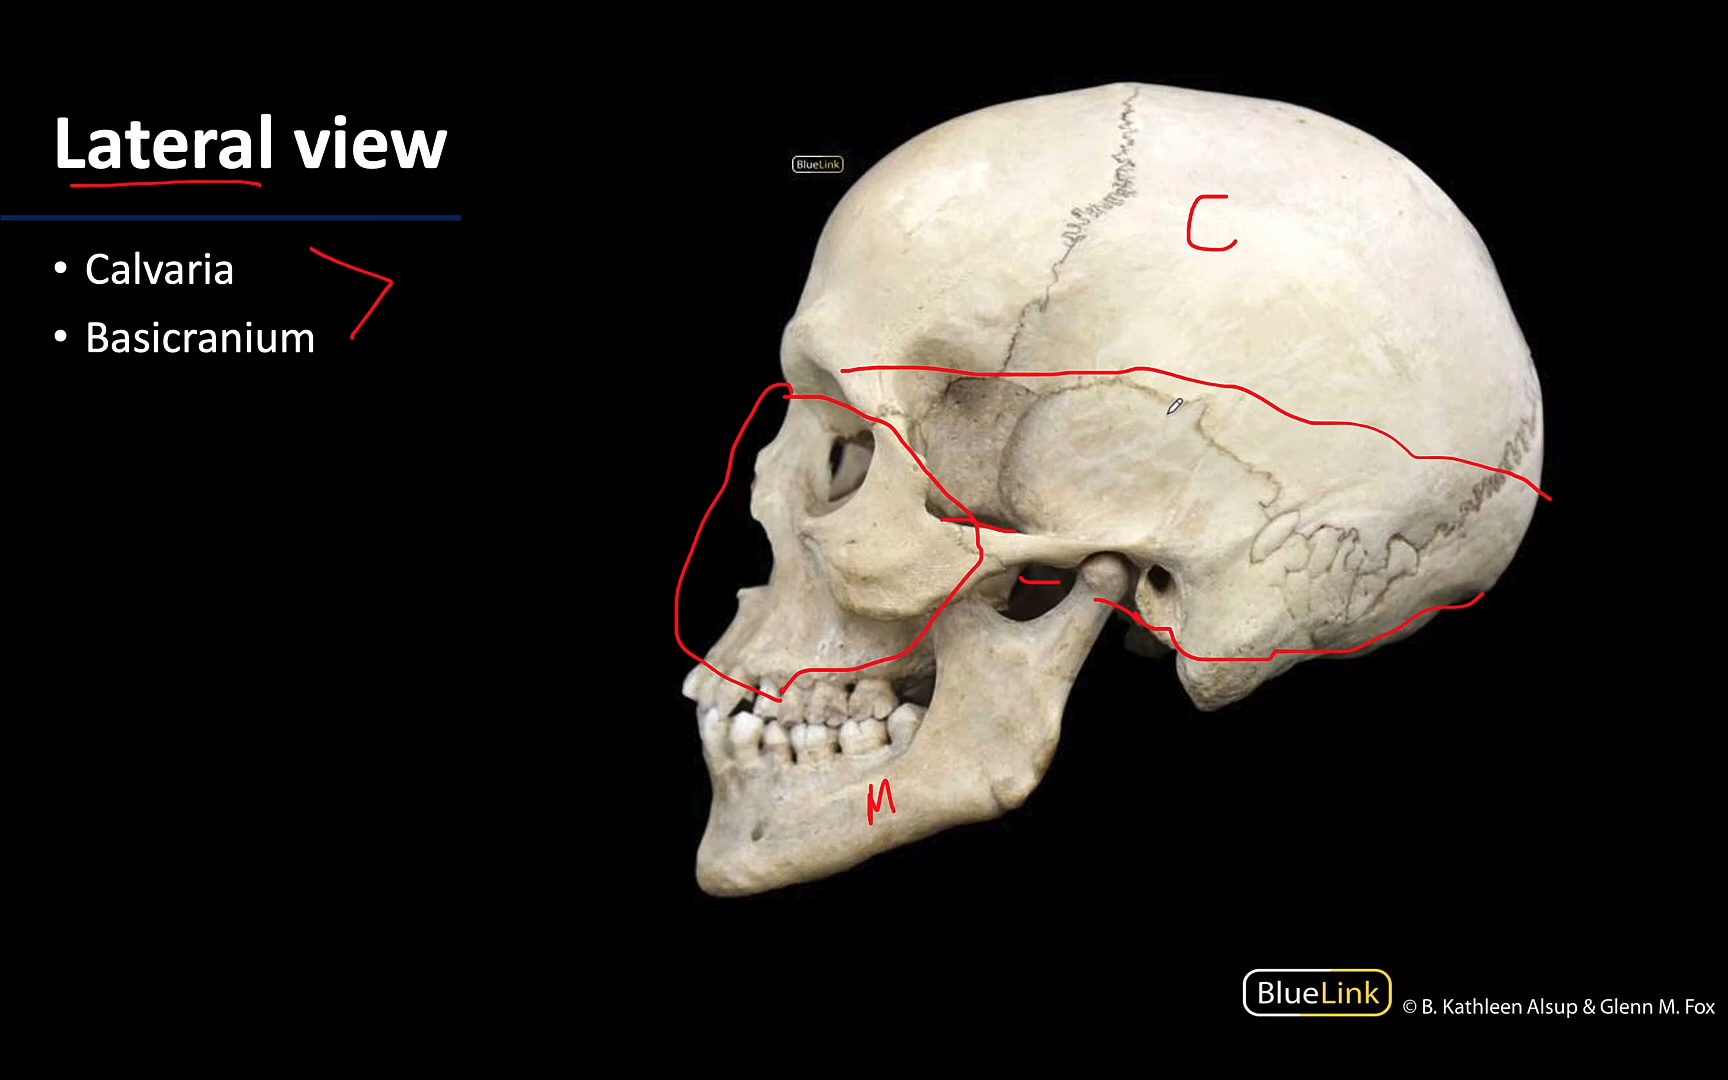 Lateral view
• Calvaria
• Basicranium
BlueLink
C
M
BlueLink
© B. Kathleen Alsup & Glenn M. Fox